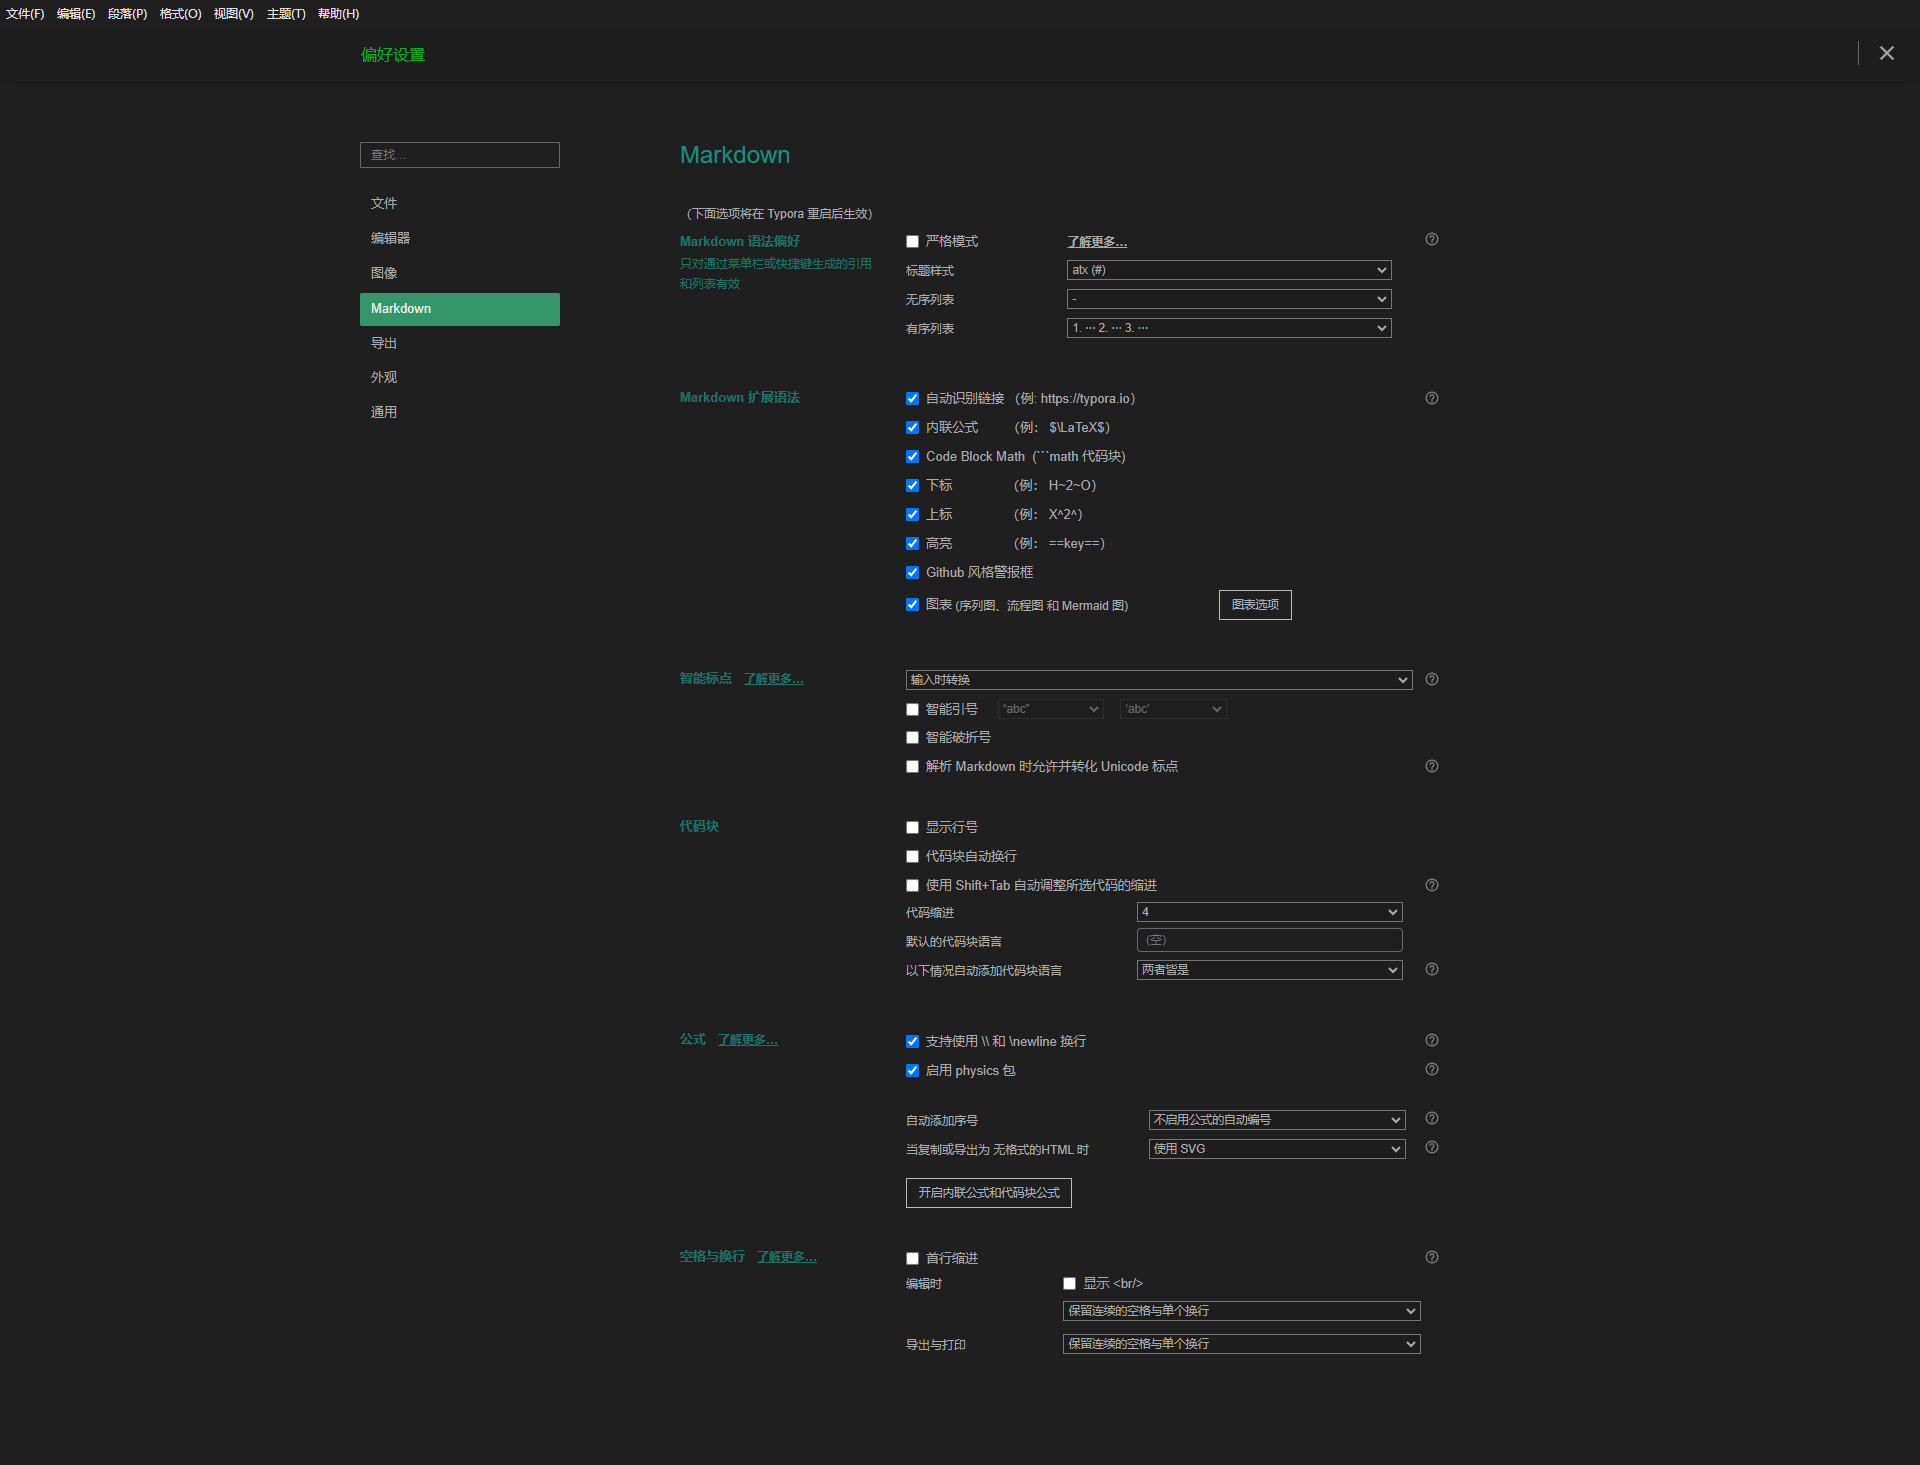 文件(F) 编辑(E) 段落(P) 格式(O) 视图(V) 主题(T) 帮助(H)
偏好设置
查找...
文件
编辑器
图像
Markdown
导出
外观
通用
Markdown
（下面选项将在 Typora 重启后生效）
Markdown 语法偏好
只对通过菜单栏或快捷键生成的引用
和列表有效
严格模式 了解更多...
标题样式 atx (#)
无序列表 -
有序列表 1. ··· 2. ··· 3. ···
Markdown 扩展语法
自动识别链接 （例: https://typora.io）
内联公式 （例： $\LaTeX$）
Code Block Math (```math 代码块)
下标 （例： H~2~O）
上标 （例： X^2^）
高亮 （例： ==key==）
Github 风格警报框
图表 (序列图、流程图 和 Mermaid 图) 图表选项
智能标点 了解更多...
输入时转换
智能引号 “abc” ‘abc’
智能破折号
解析 Markdown 时允许并转化 Unicode 标点
代码块
显示行号
代码块自动换行
使用 Shift+Tab 自动调整所选代码的缩进
代码缩进 4
默认的代码块语言 (空)
以下情况自动添加代码块语言 两者皆是
公式 了解更多...
支持使用 \\ 和 \newline 换行
启用 physics 包
自动添加序号 不启用公式的自动编号
当复制或导出为 无格式的HTML 时 使用 SVG
开启内联公式和代码块公式
空格与换行 了解更多...
首行缩进
编辑时 显示 <br/>
保留连续的空格与单个换行
导出与打印 保留连续的空格与单个换行